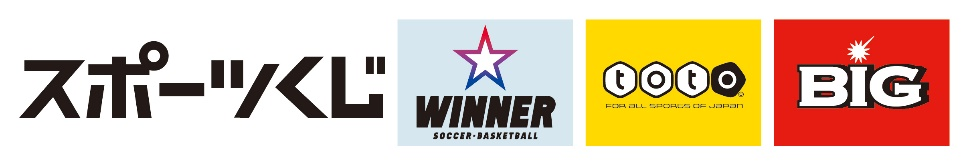 スポーツくじ
WINNER
SOCCER・BASKETBALL
toto
FOR ALL SPORTS OF JAPAN
BIG